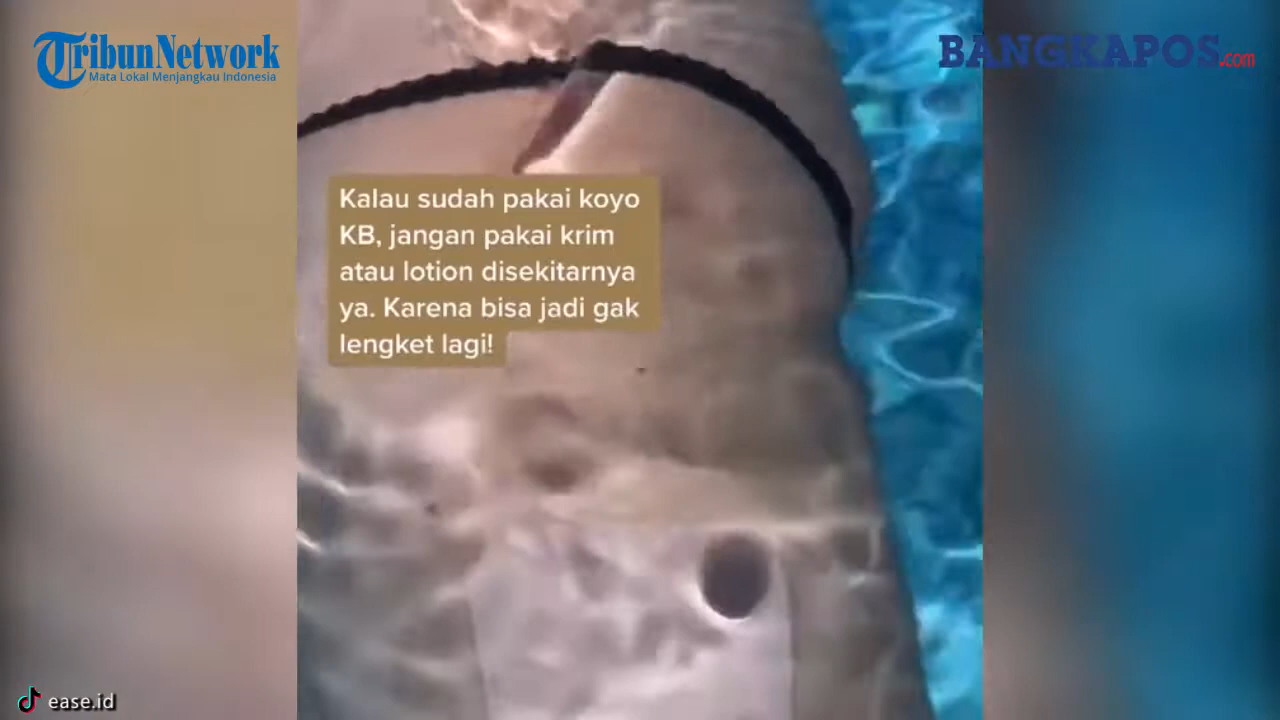 TribunNetwork
Mata Lokal Menjangkau Indonesia
BANGKAPOS.com
Kalau sudah pakai koyo
KB, jangan pakai krim
atau lotion disekitarnya
ya. Karena bisa jadi gak
lengket lagi!
ease.id